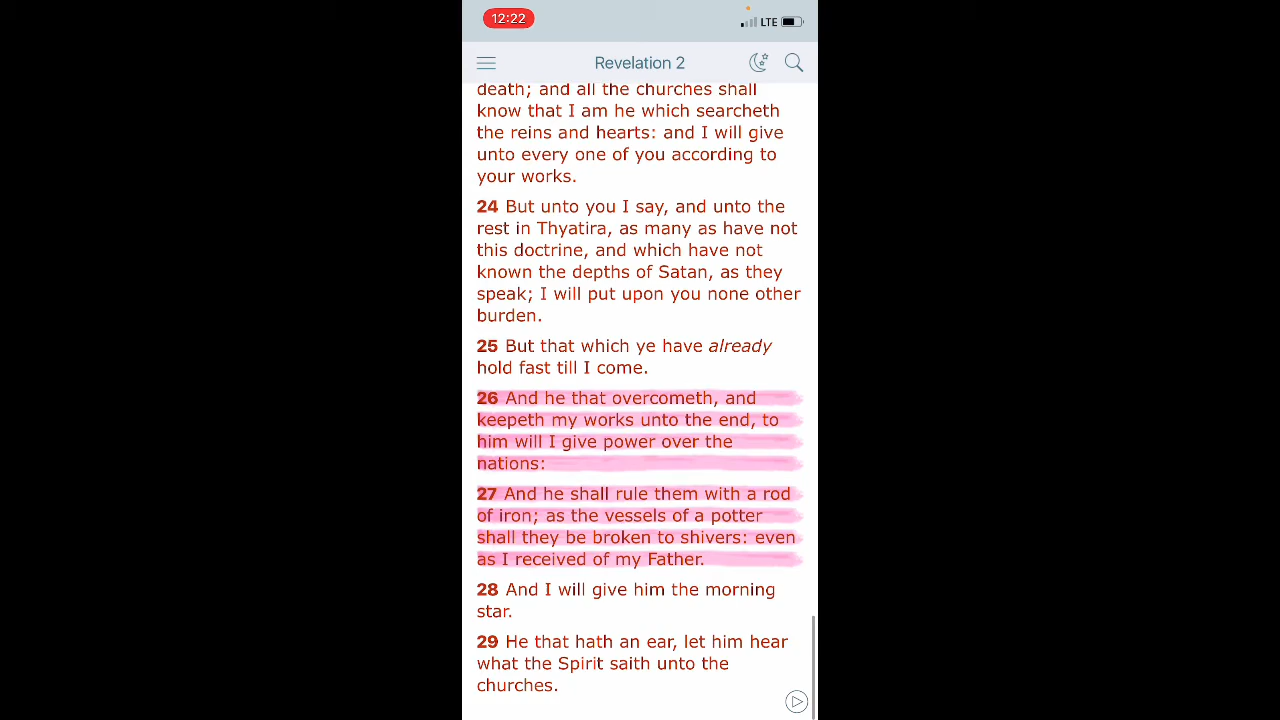 12:22
LTE
Revelation 2
death; and all the churches shall
know that I am he which searcheth
the reins and hearts: and I will give
unto every one of you according to
your works.
24 But unto you I say, and unto the
rest in Thyatira, as many as have not
this doctrine, and which have not
known the depths of Satan, as they
speak; I will put upon you none other
burden.
25 But that which ye have already
hold fast till I come.
26 And he that overcometh, and
keepeth my works unto the end, to
him will I give power over the
nations:
27 And he shall rule them with a rod
of iron; as the vessels of a potter
shall they be broken to shivers: even
as I received of my Father.
28 And I will give him the morning
star.
29 He that hath an ear, let him hear
what the Spirit saith unto the
churches.